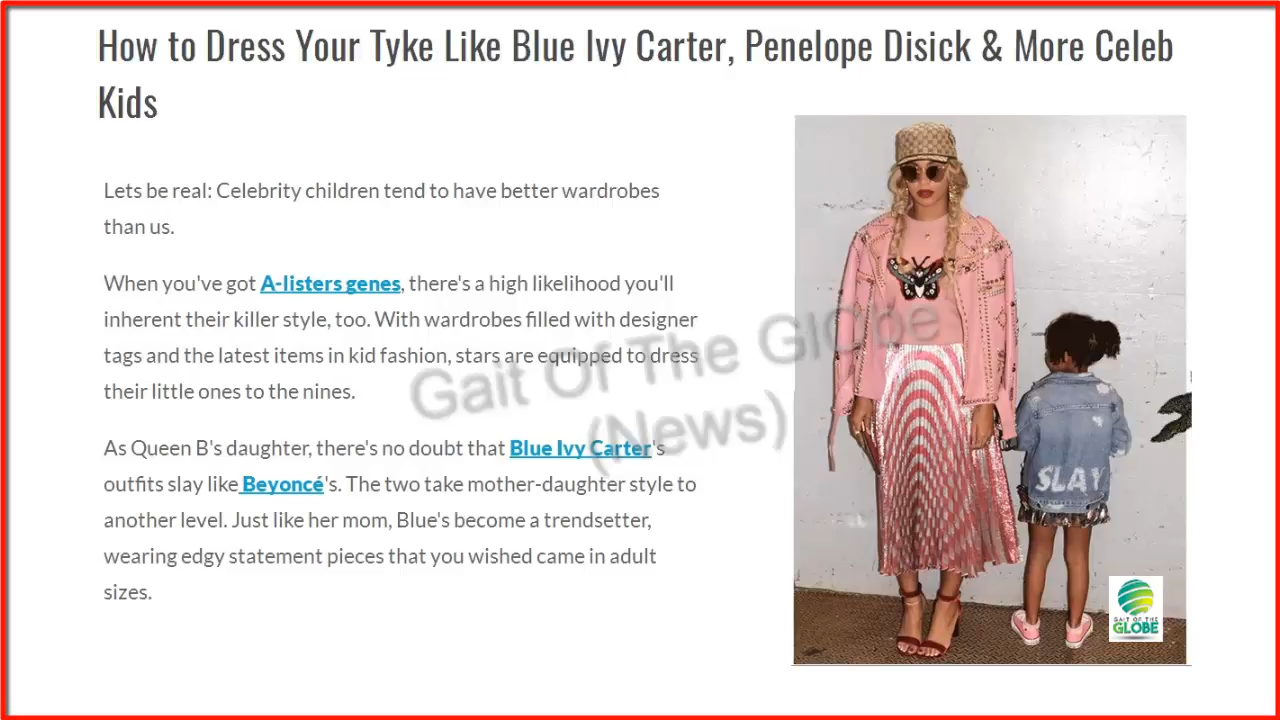 How to Dress Your Tyke Like Blue Ivy Carter, Penelope Disick & More Celeb
Kids
Lets be real: Celebrity children tend to have better wardrobes
than us.
When you've got A-listers genes, there's a high likelihood you'll
inherent their killer style, too. With wardrobes filled with designer
tags and the latest items in kid fashion, stars are equipped to dress
their little ones to the nines.
As Queen B's daughter, there's no doubt that Blue Ivy Carter's
outfits slay like Beyoncé's. The two take mother-daughter style to
another level. Just like her mom, Blue's become a trendsetter,
wearing edgy statement pieces that you wished came in adult
sizes.
Gait Of The GlObe
(News)
SLAY
GAIT OF THE
GLOBE